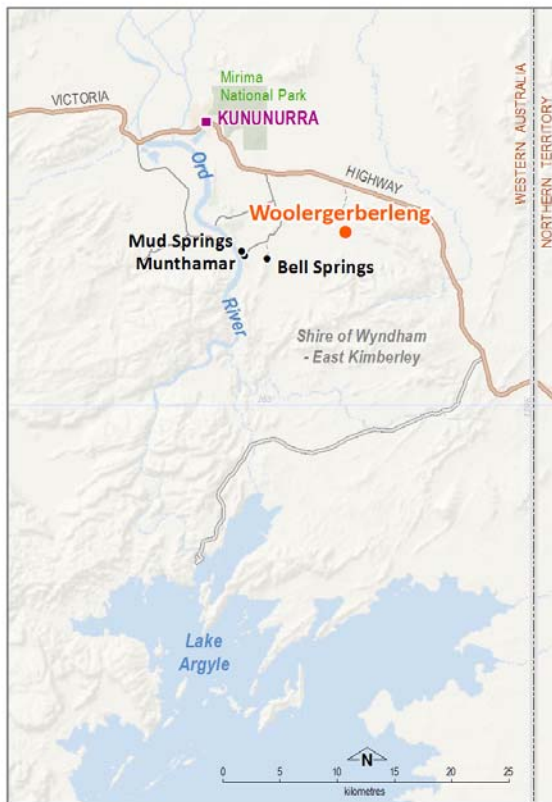 Mirima
National Park
VICTORIA
KUNUNURRA
Ord
HIGHWAY
WESTERN AUSTRALIA
NORTHERN TERRITORY
Woolergerberleng
Mud Springs
Munthamar
Bell Springs
River
Shire of Wyndham
- East Kimberley
Lake
Argyle
N
0 5 10 15 20 25
kilometres